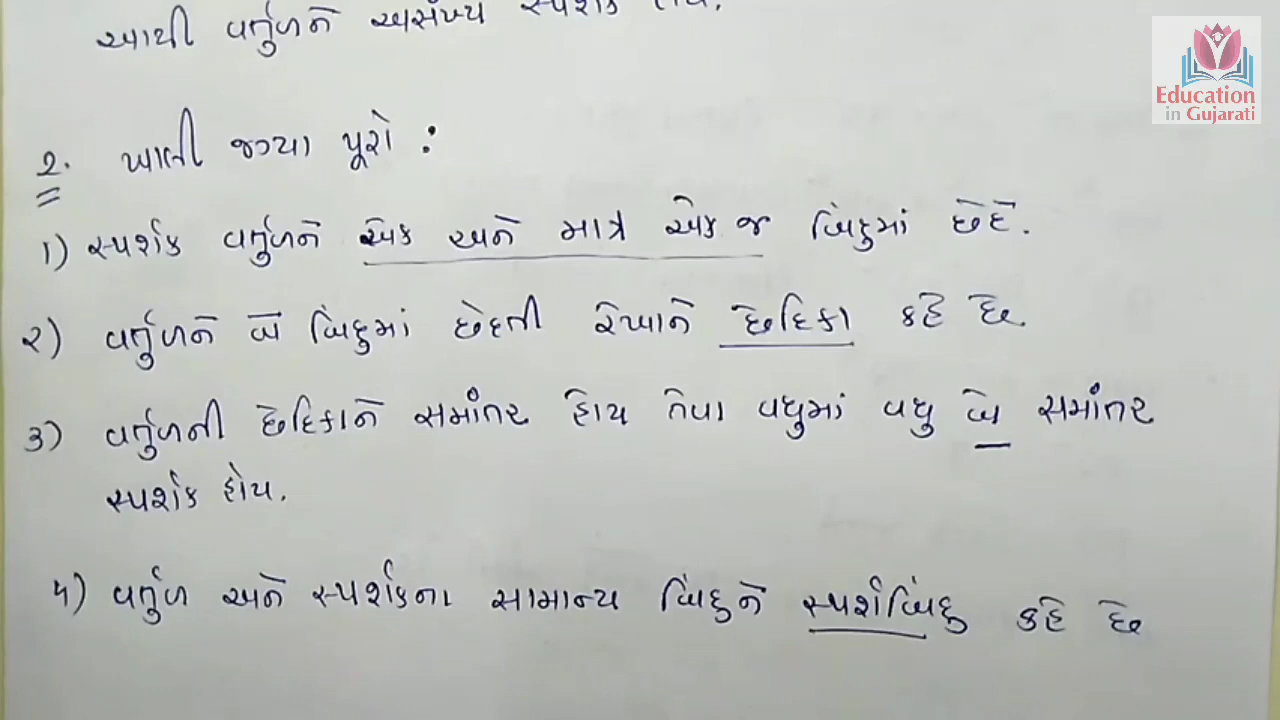 આથી વર્તુળને અસંખ્ય સ્પર્શક હોય.
Education
in Gujarati
૨. ખાલી જગ્યા પૂરો :
1) સ્પર્શક વર્તુળને એક અને માત્ર એક જ બિંદુમાં છેદે.
૨) વર્તુળને બે બિંદુમાં છેદતી રેખાને છેદિકા કહે છે.
૩) વર્તુળની છેદિકાને સમાંતર હોય તેવા વધુમાં વધુ બે સમાંતર
સ્પર્શક હોય.
૪) વર્તુળ અને સ્પર્શકના સામાન્ય બિંદુને સ્પર્શબિંદુ કહે છે